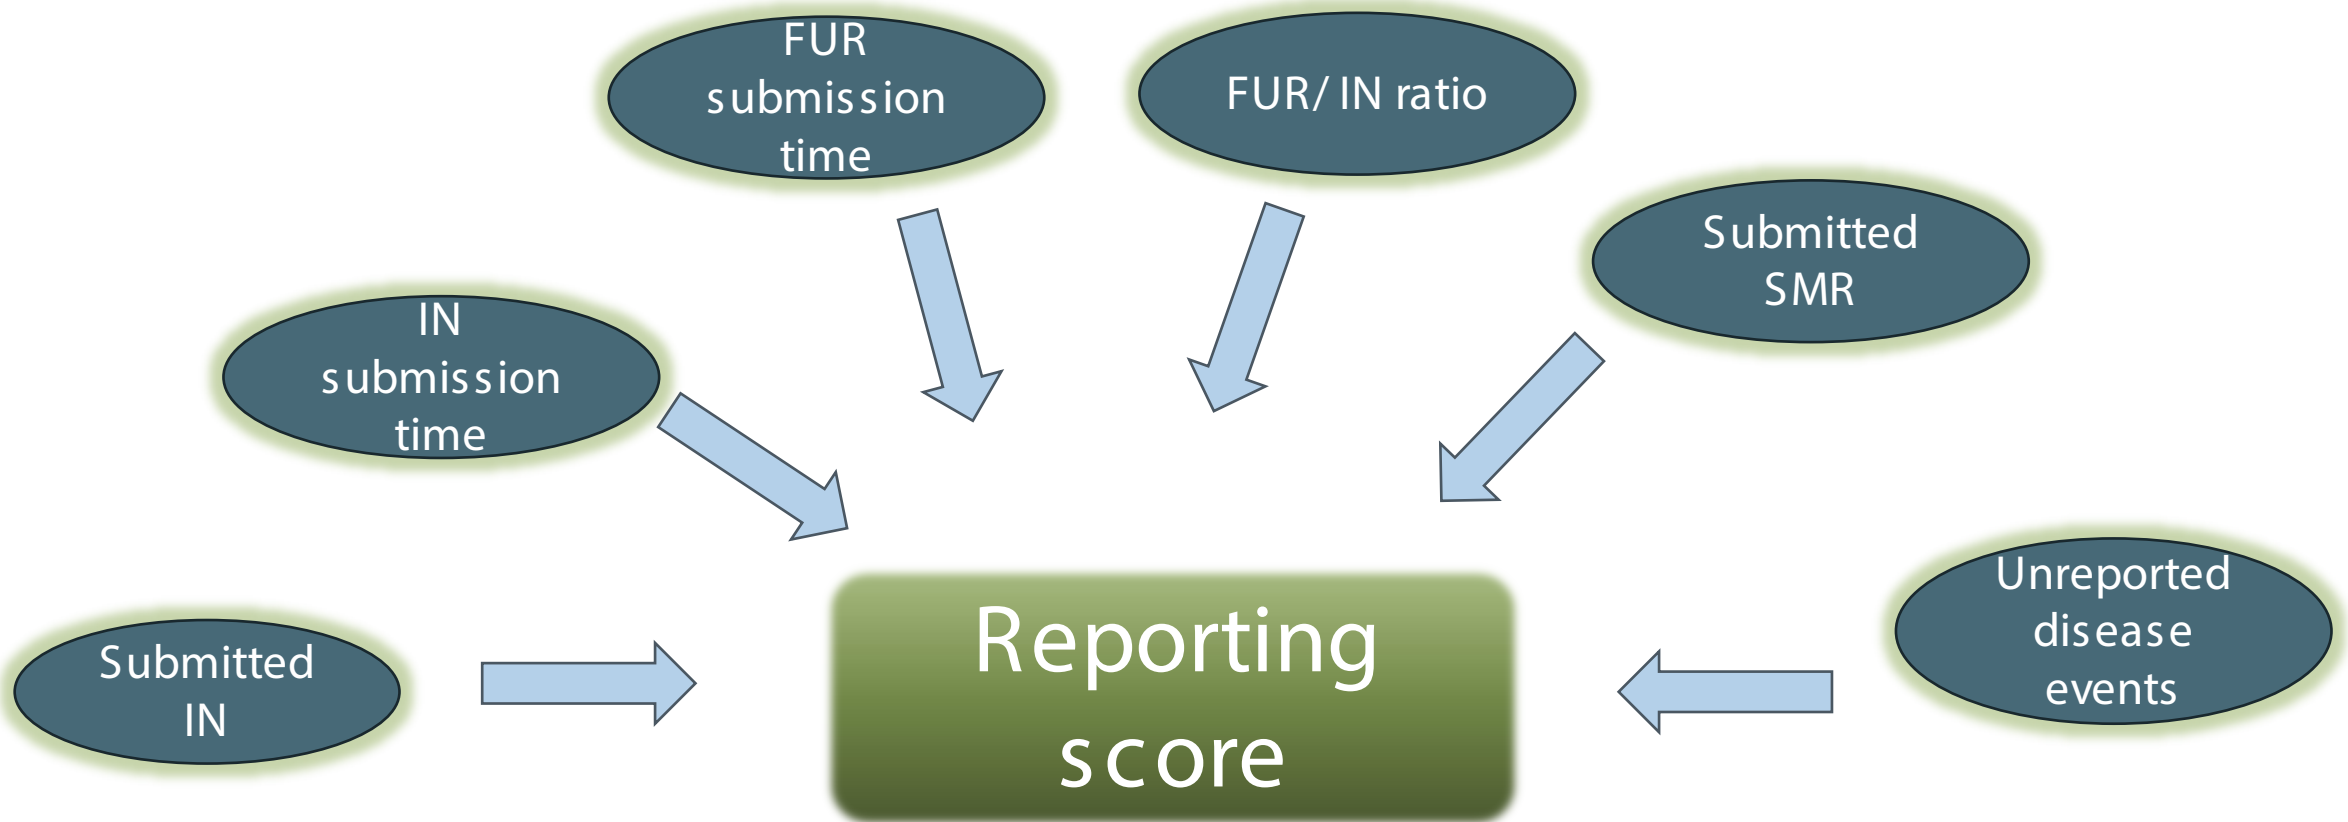 FUR
submission
time
FUR/ IN ratio
Submitted
SMR
IN
submission
time
Unreported
disease
events
Submitted
IN
Reporting
score